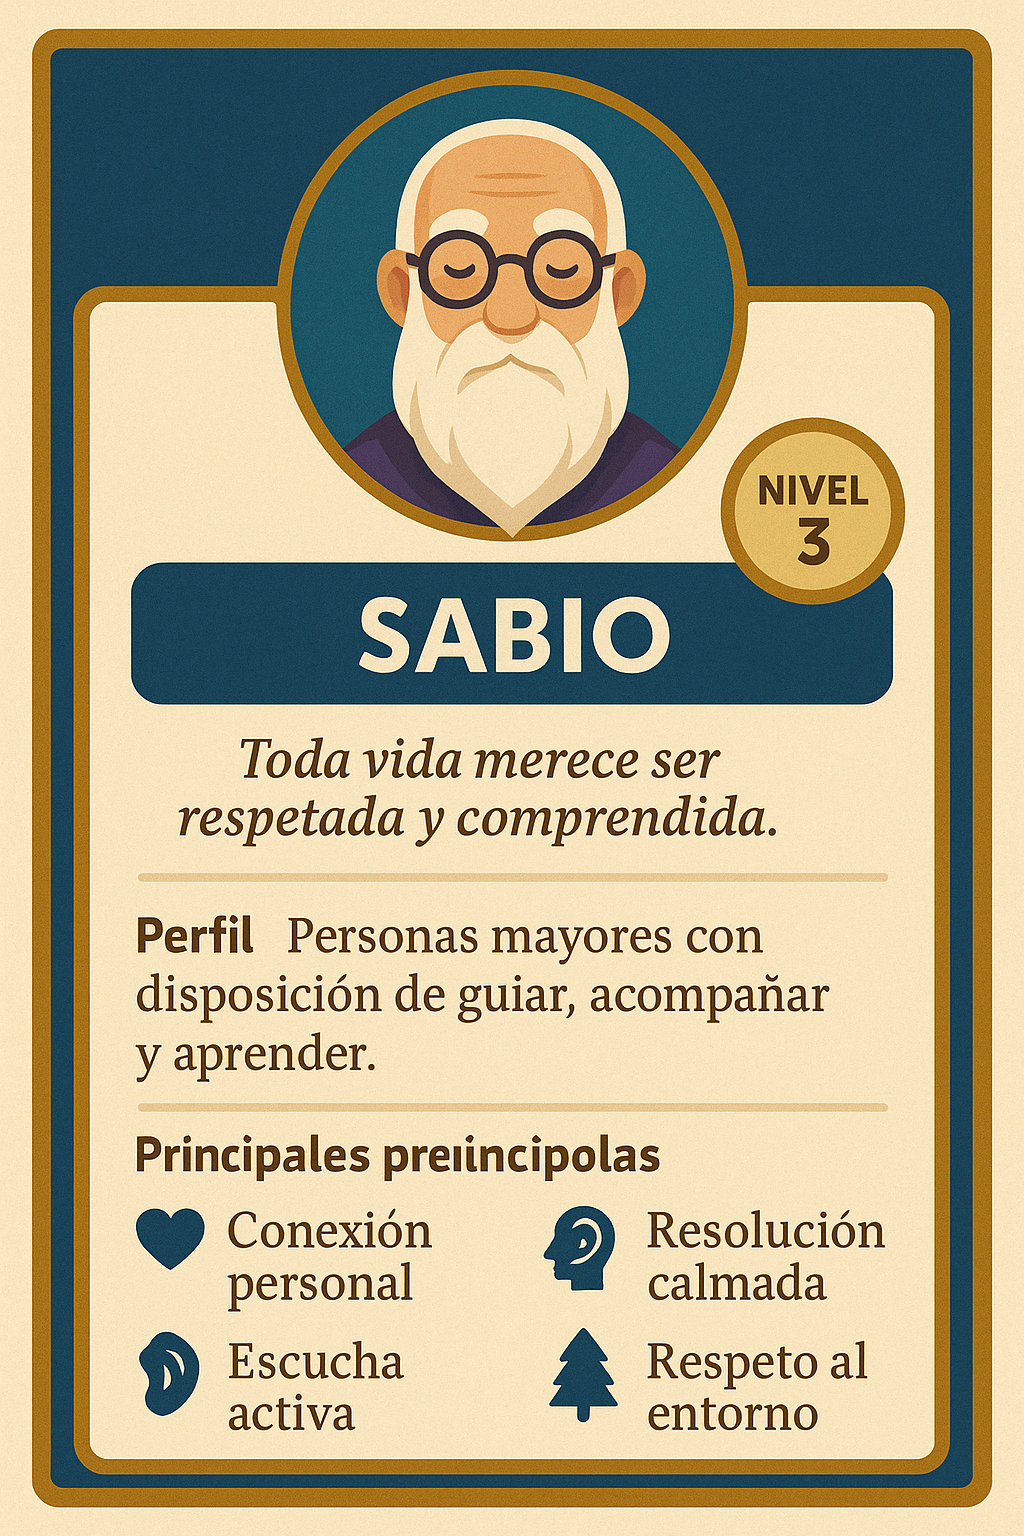 NIVEL
3
SABIO
Toda vida merece ser
respetada y comprendida.
Perfil Personas mayores con
disposición de guiar, acompañar
y aprender.
Principales preiincipolas
Conexión
personal
Resolución
calmada
Escucha
activa
Respeto al
entorno